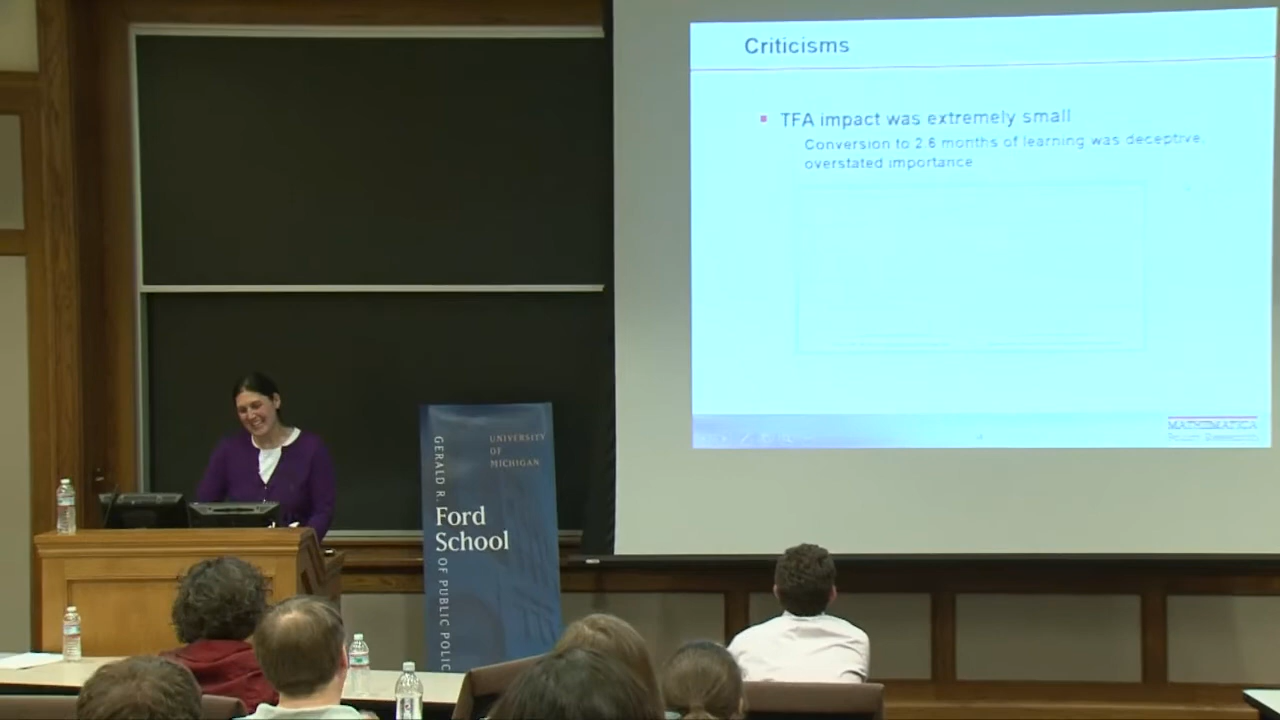 Criticisms
TFA impact was extremely small
Conversion to 2.6 months of learning was deceptive,
overstated importance
MATHEMATICA
UNIVERSITY
OF
MICHIGAN
GERALD R.
Ford
School
OF PUBLIC POLIC